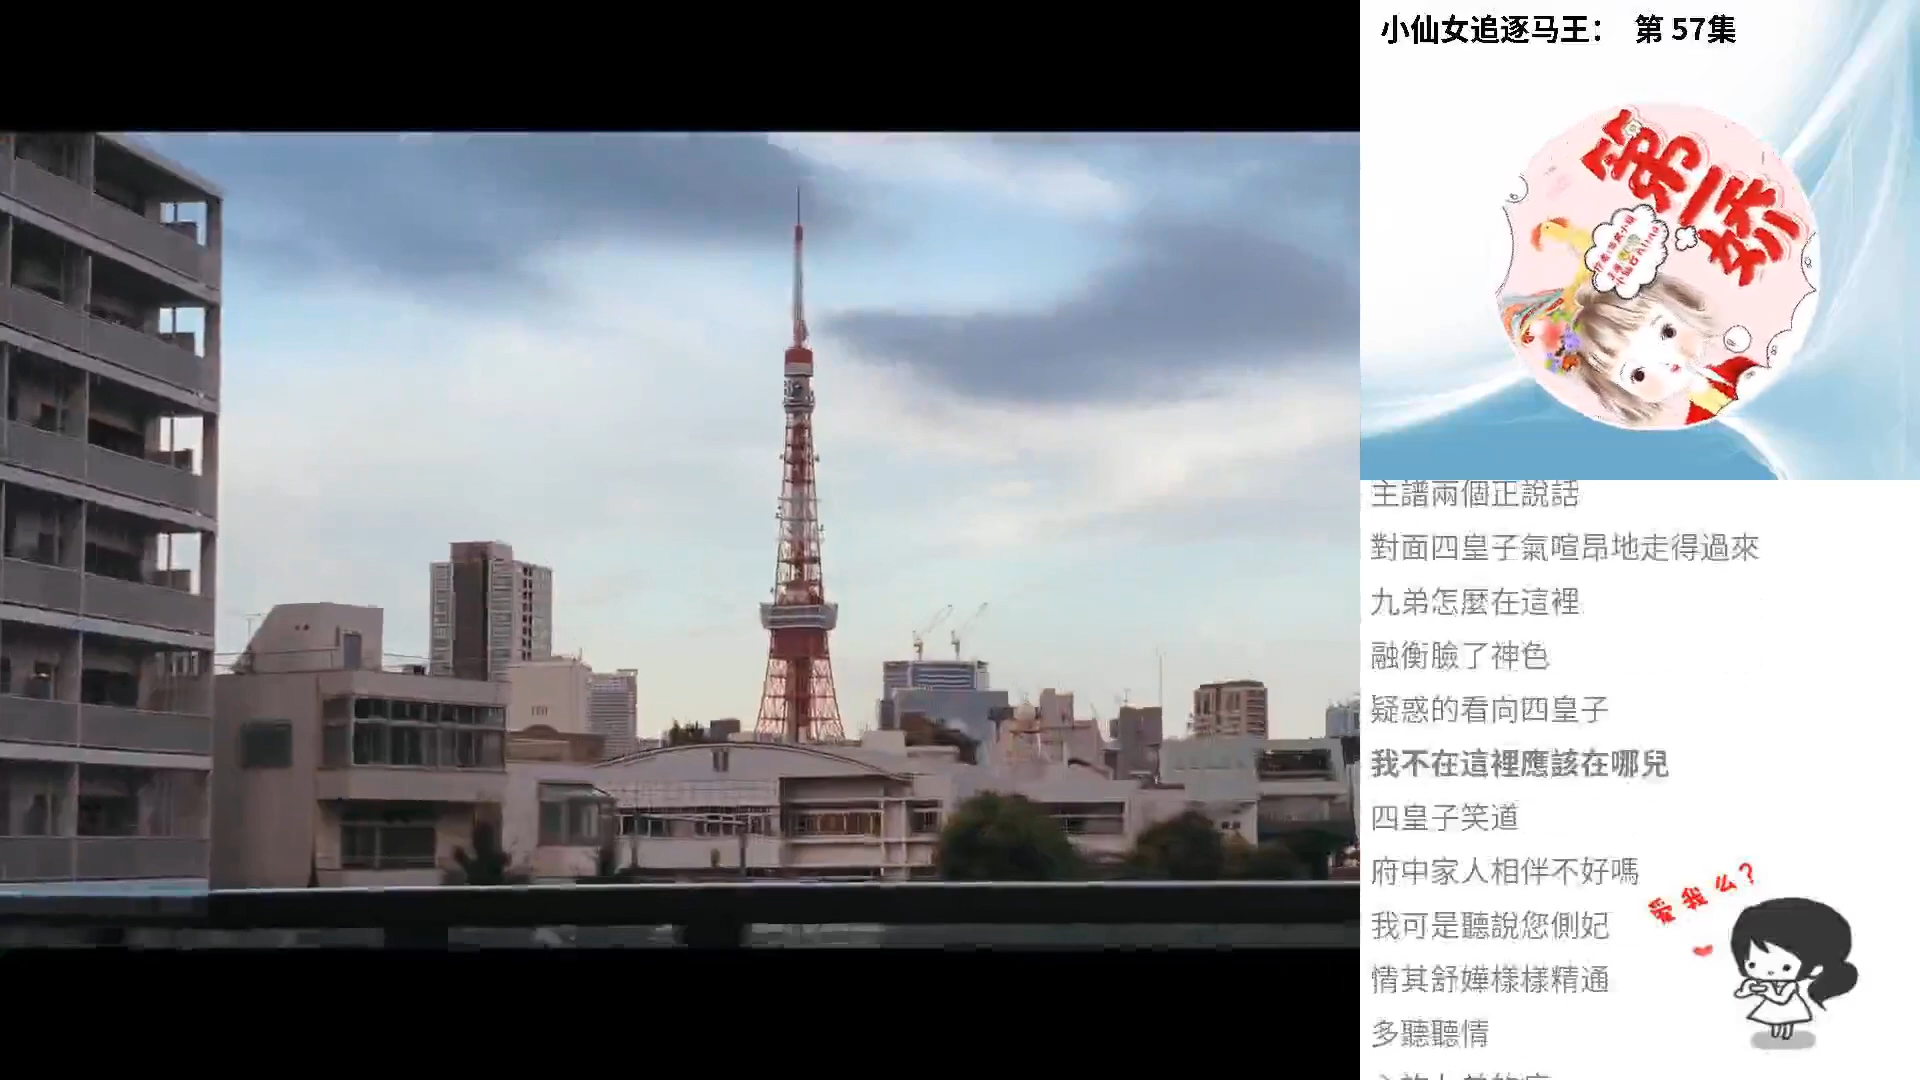 小仙女追逐马王： 第 57集
第一娇
主譜兩個正說話
對面四皇子氣喧昂地走得過來
九弟怎麼在這裡
融衡臉了神色
疑惑的看向四皇子
我不在這裡應該在哪兒
四皇子笑道
府中家人相伴不好嗎
爱我么？
我可是聽說您側妃
情其舒嬅樣樣精通
多聽聽情